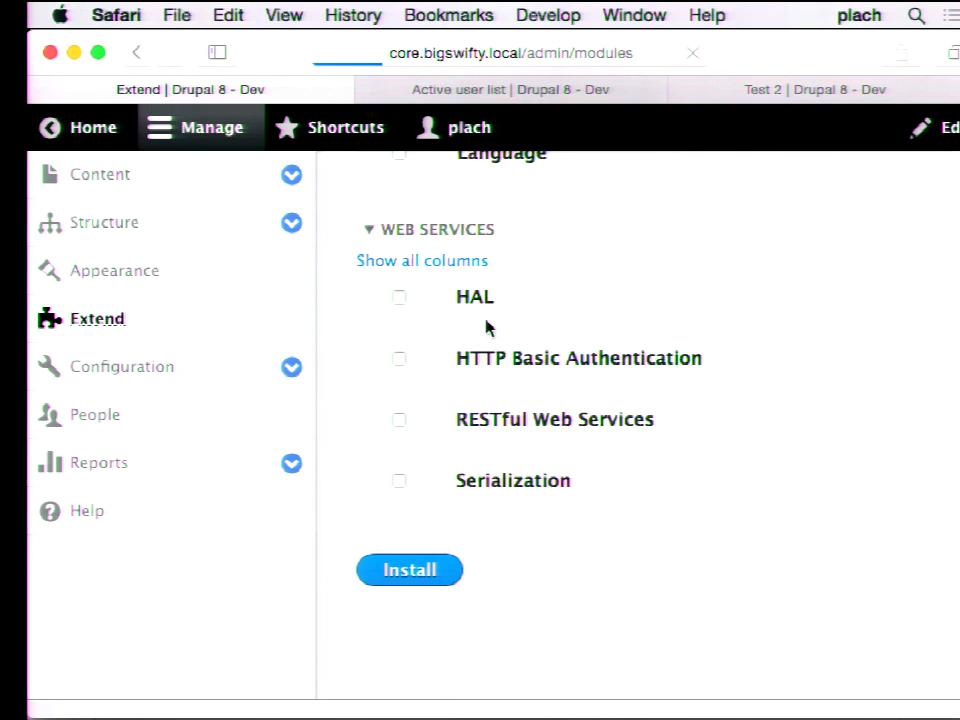 Safari File Edit View History Bookmarks Develop Window Help plach
core.bigswifty.local/admin/modules
Extend | Drupal 8 - Dev Active user list | Drupal 8 - Dev Test 2 | Drupal 8 - Dev
Home Manage Shortcuts plach Ed
Language
Content
Structure
Appearance
Extend
Configuration
People
Reports
Help
WEB SERVICES
Show all columns
HAL
HTTP Basic Authentication
RESTful Web Services
Serialization
Install